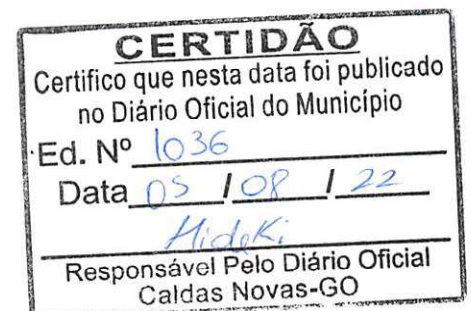 CERTIDÃO
Certifico que nesta data foi publicado
no Diário Oficial do Município
Ed. Nº 1036
Data 05 / 08 / 22
Hideki
Responsável Pelo Diário Oficial
Caldas Novas-GO